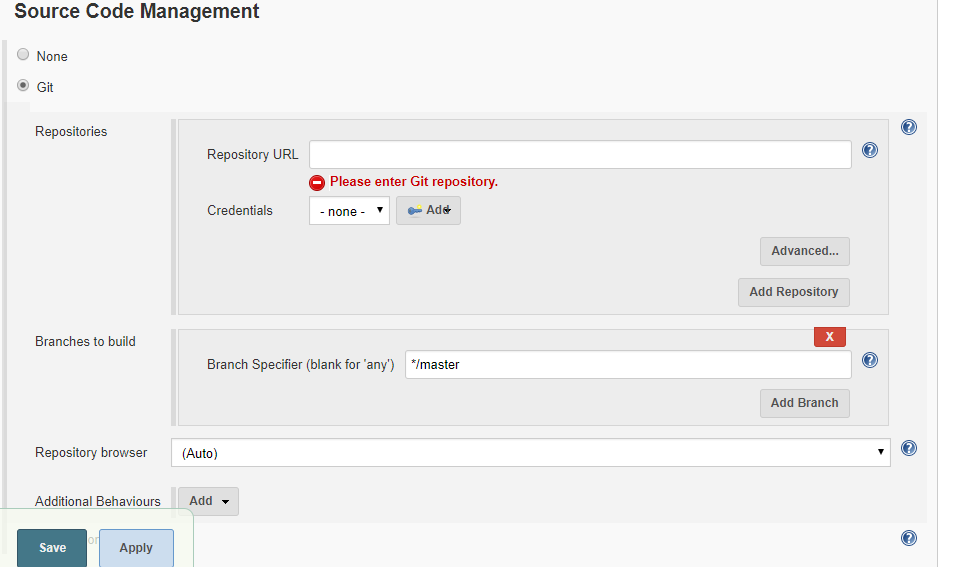 Source Code Management
None
Git
Repositories
Repository URL
Please enter Git repository.
Credentials
- none -
Add
Advanced...
Add Repository
Branches to build
X
Branch Specifier (blank for 'any')
*/master
Add Branch
Repository browser
(Auto)
Additional Behaviours
Add
Save
Apply